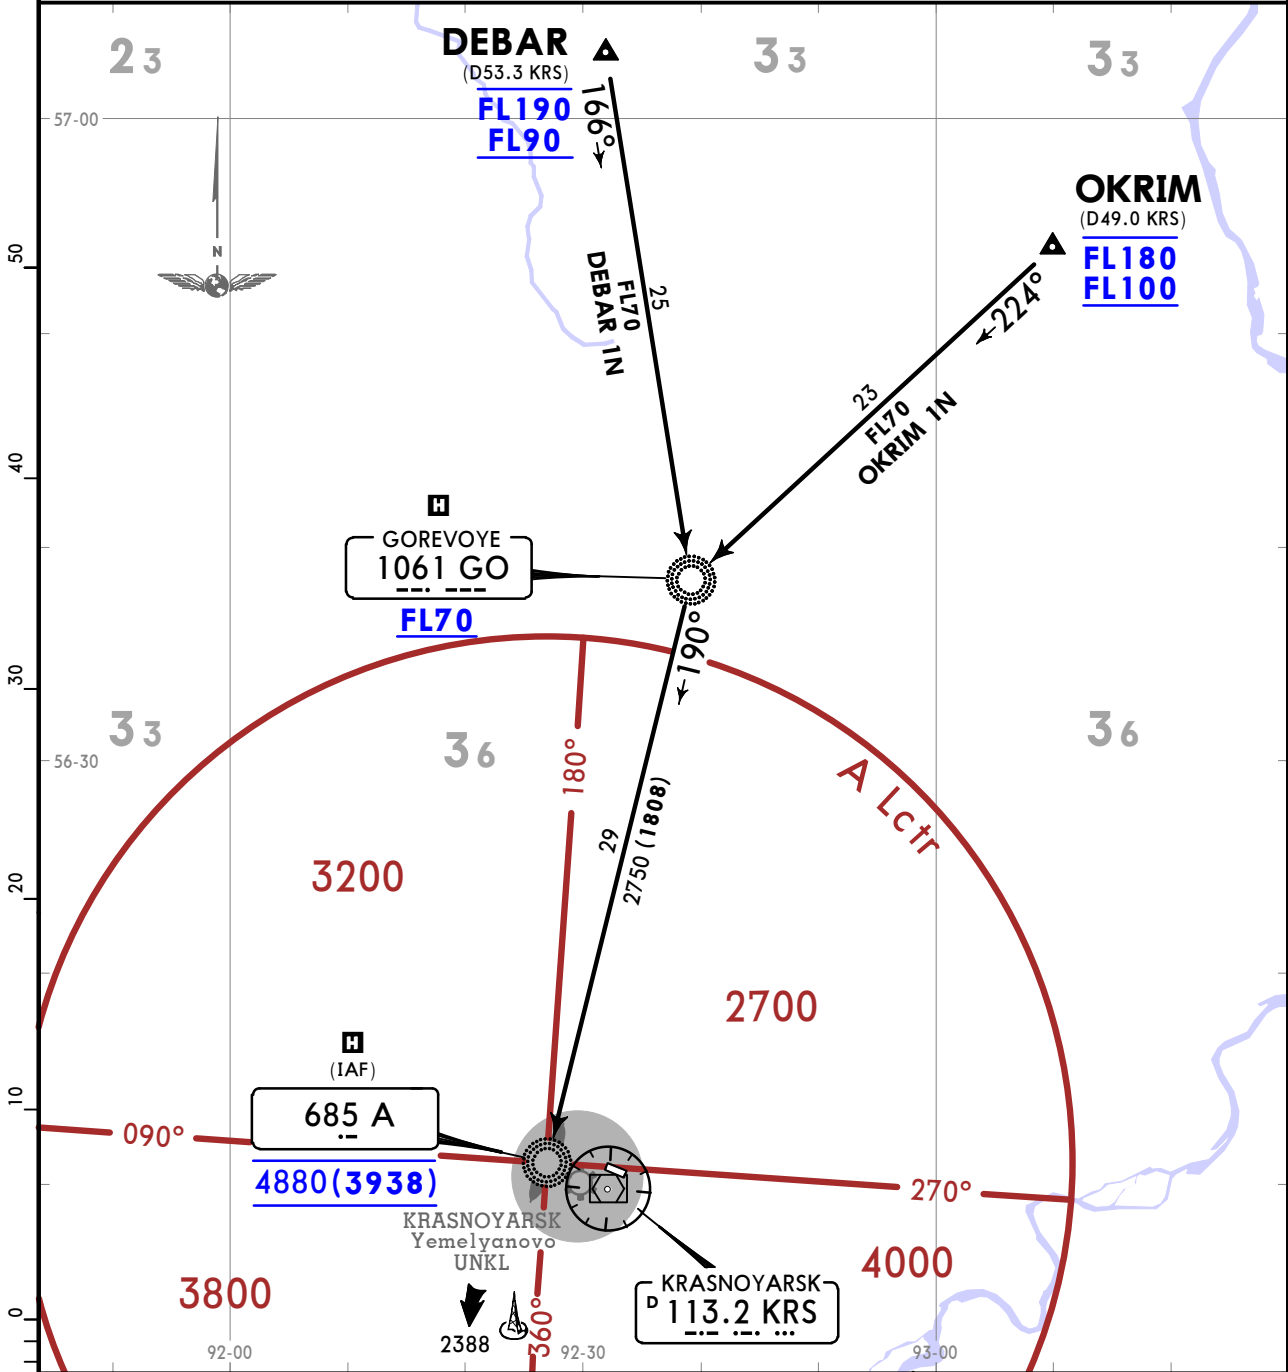 23
DEBAR
(D53.3 KRS)
FL190
FL90
33
33
57-00
166°
OKRIM
(D49.0 KRS)
FL180
FL100
N
50
224°
25
FL70
DEBAR 1N
23
FL70
OKRIM 1N
40
H
GOREVOYE
1061 GO
FL70
190°
30
33
36
36
56-30
180°
A Lctr
29
2750 (1808)
20
3200
2700
H
(IAF)
685 A
4880(3938)
10
090°
270°
KRASNOYARSK
Yemelyanovo
UNKL
4000
3800
KRASNOYARSK
D 113.2 KRS
0
2388
360°
92-00
92-30
93-00